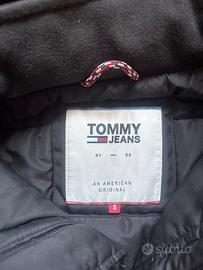 TOMMY
JEANS
NY — 85
AN AMERICAN
ORIGINAL
S
subito